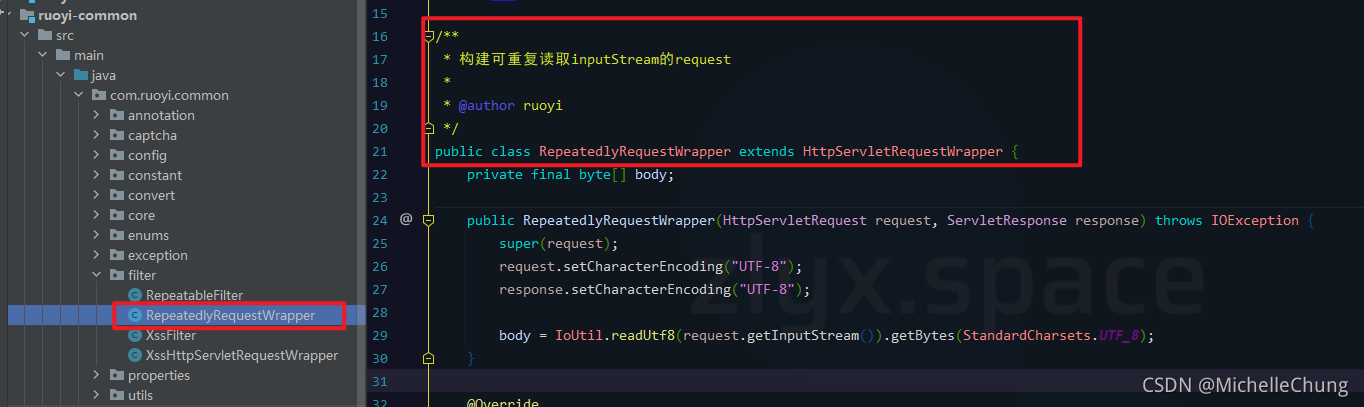 ruoyi-common
src
main
java
com.ruoyi.common
annotation
captcha
config
constant
convert
core
enums
exception
filter
RepeatableFilter
RepeatedlyRequestWrapper
XssFilter
XssHttpServletRequestWrapper
properties
utils
15
16 /**
17 * 构建可重复读取inputStream的request
18 *
19 * @author ruoyi
20 */
21 public class RepeatedlyRequestWrapper extends HttpServletRequestWrapper {
22 private final byte[] body;
23
24 @ public RepeatedlyRequestWrapper(HttpServletRequest request, ServletResponse response) throws IOException {
25 super(request);
26 request.setCharacterEncoding("UTF-8");
27 response.setCharacterEncoding("UTF-8");
28
29 body = IoUtil.readUtf8(request.getInputStream()).getBytes(StandardCharsets.UTF_8);
30 }
31
32 @Override
zlyx.space
CSDN @MichelleChung